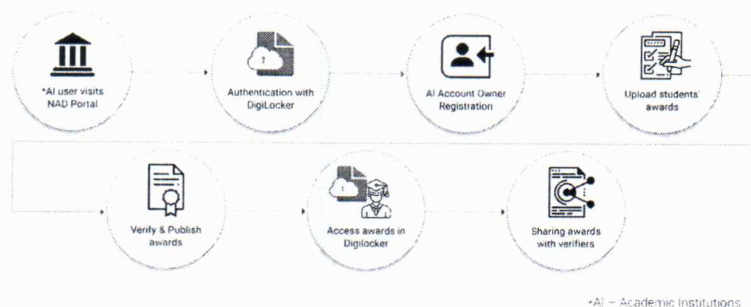 *AI user visits
NAD Portal
Authentication with
DigiLocker
AI Account Owner
Registration
Upload students'
awards
Verify & Publish
awards
Access awards in
Digilocker
Sharing awards
with verifiers
*AI – Academic Institutions